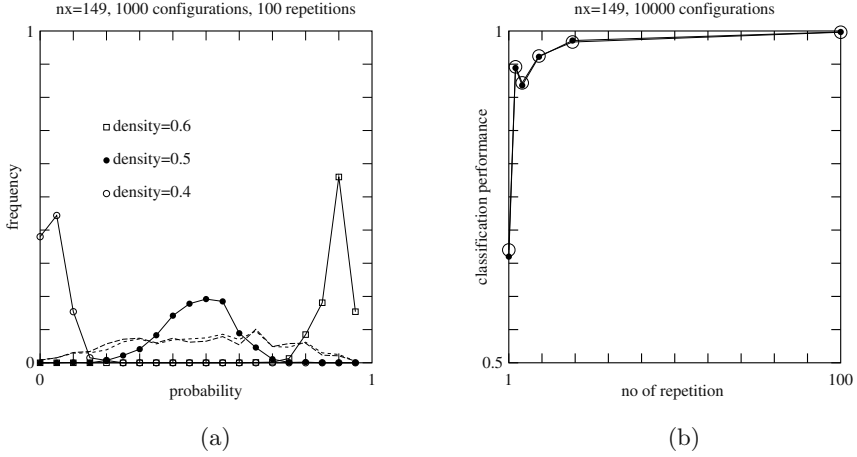 nx=149, 1000 configurations, 100 repetitions
1
frequency
density=0.6
density=0.5
density=0.4
0
0
probability
1
(a)
nx=149, 10000 configurations
1
classification performance
0.5
1
no of repetition
100
(b)